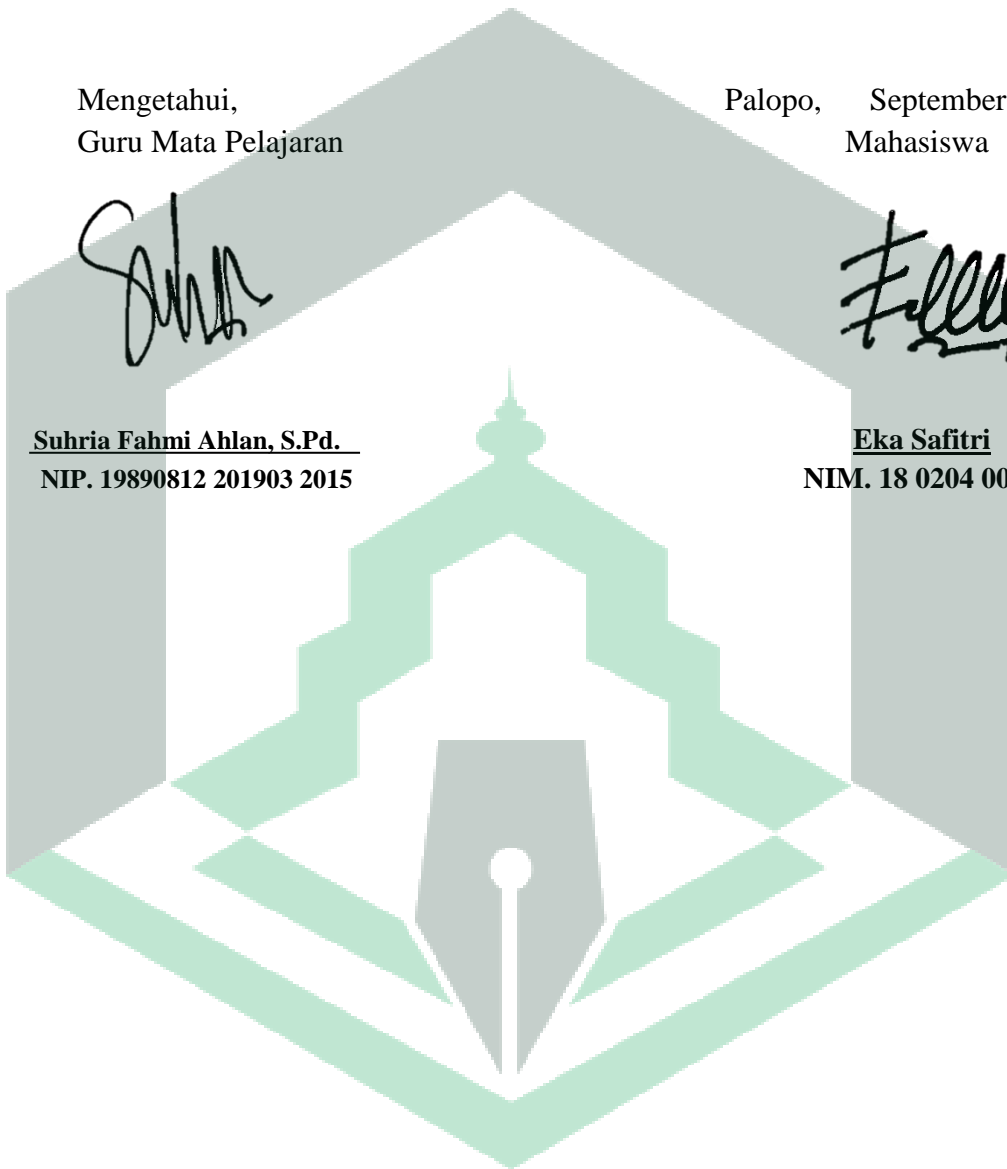 Mengetahui,
Guru Mata Pelajaran
Suhria Fahmi Ahlan, S.Pd.
NIP. 19890812 201903 2015
Palopo, September
Mahasiswa
Eka Safitri
NIM. 18 0204 00